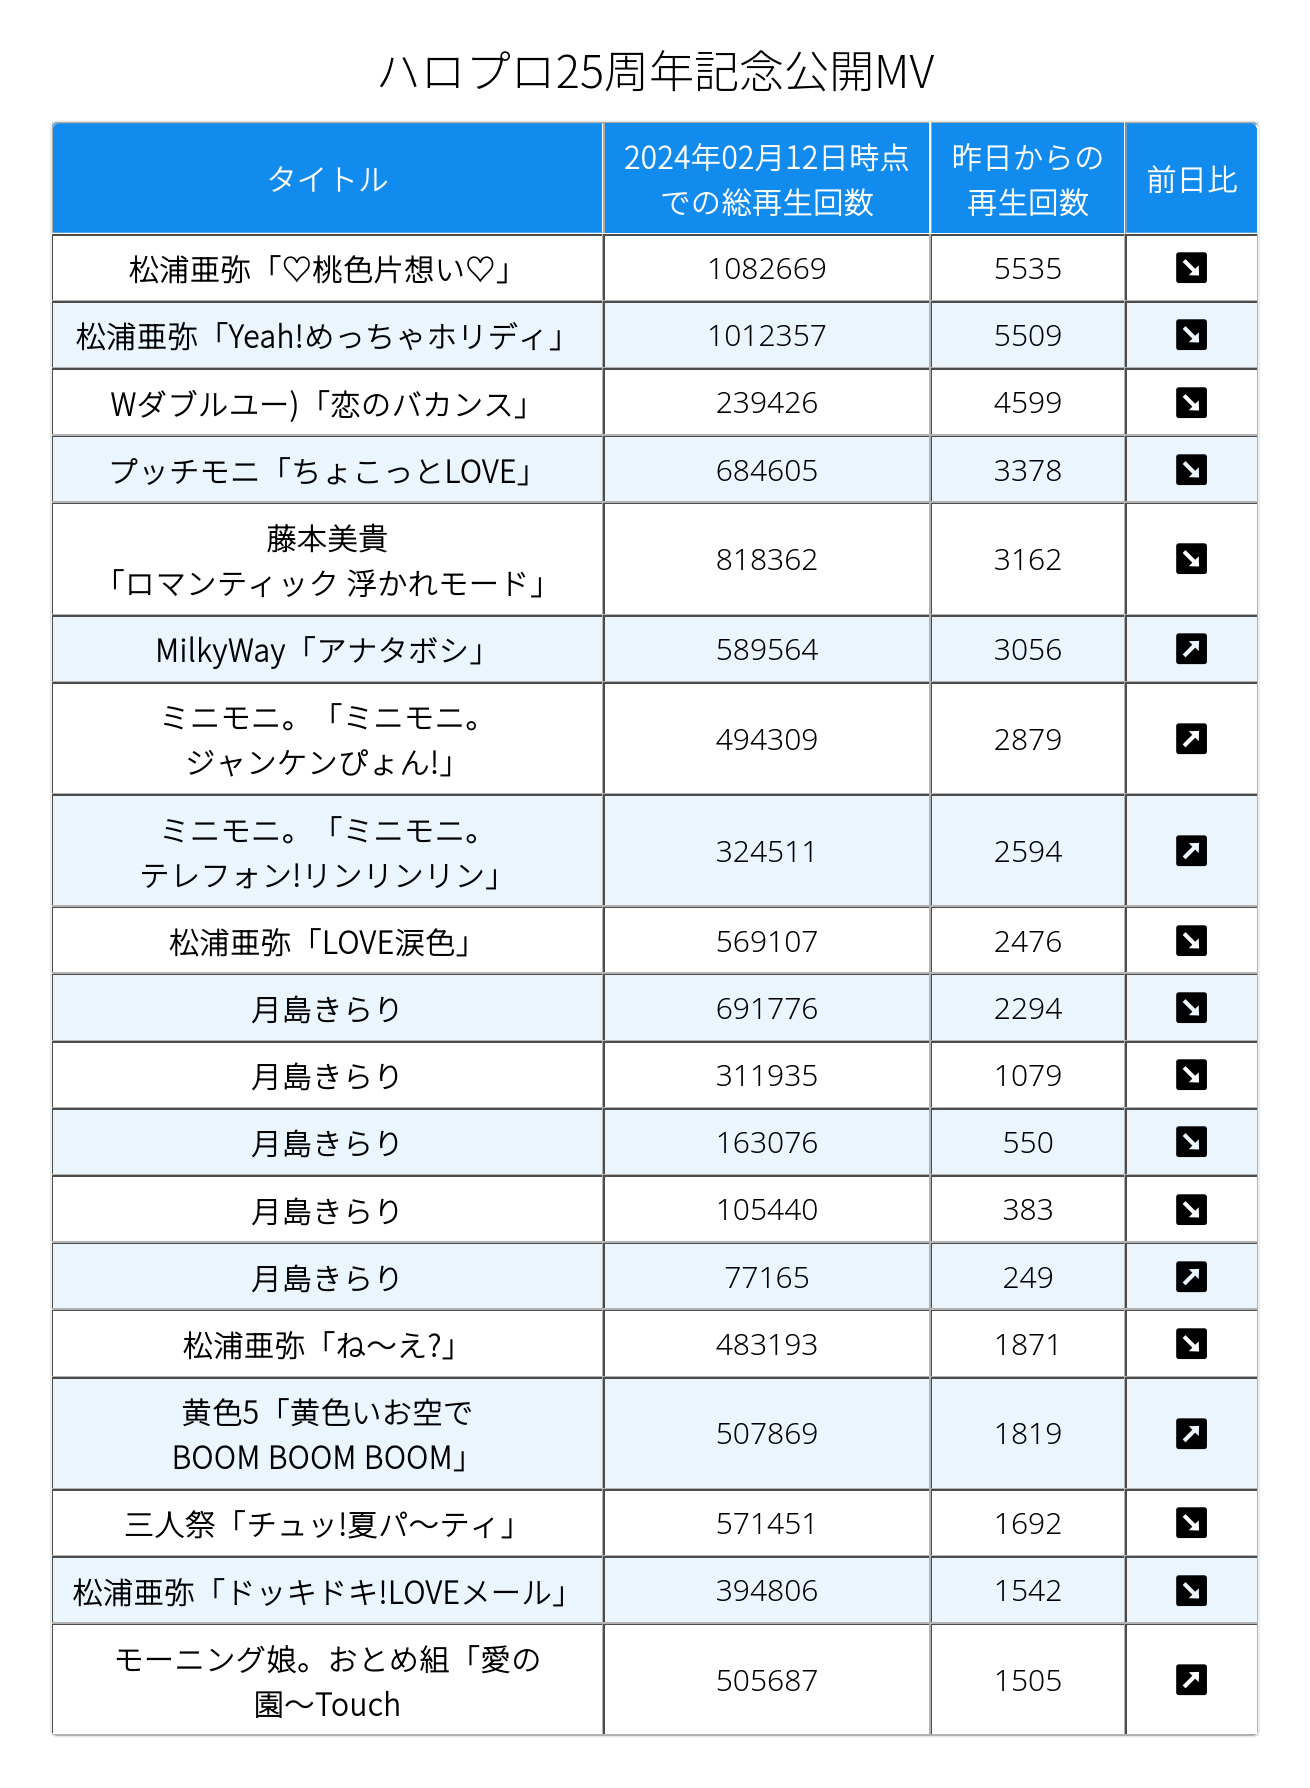 ハロプロ25周年記念公開MV
タイトル
2024年02月12日時点
での総再生回数
昨日からの
再生回数
前日比
松浦亜弥「♡桃色片想い♡」 1082669 5535
松浦亜弥「Yeah!めっちゃホリディ」 1012357 5509
Wダブルユー)「恋のバカンス」 239426 4599
プッチモニ「ちょこっとLOVE」 684605 3378
藤本美貴
「ロマンティック 浮かれモード」 818362 3162
MilkyWay「アナタボシ」 589564 3056
ミニモニ。「ミニモニ。
ジャンケンぴょん!」 494309 2879
ミニモニ。「ミニモニ。
テレフォン!リンリンリン」 324511 2594
松浦亜弥「LOVE涙色」 569107 2476
月島きらり 691776 2294
月島きらり 311935 1079
月島きらり 163076 550
月島きらり 105440 383
月島きらり 77165 249
松浦亜弥「ね〜え?」 483193 1871
黄色5「黄色いお空で
BOOM BOOM BOOM」 507869 1819
三人祭「チュッ!夏パ〜ティ」 571451 1692
松浦亜弥「ドッキドキ!LOVEメール」 394806 1542
モーニング娘。おとめ組「愛の
園〜Touch 505687 1505